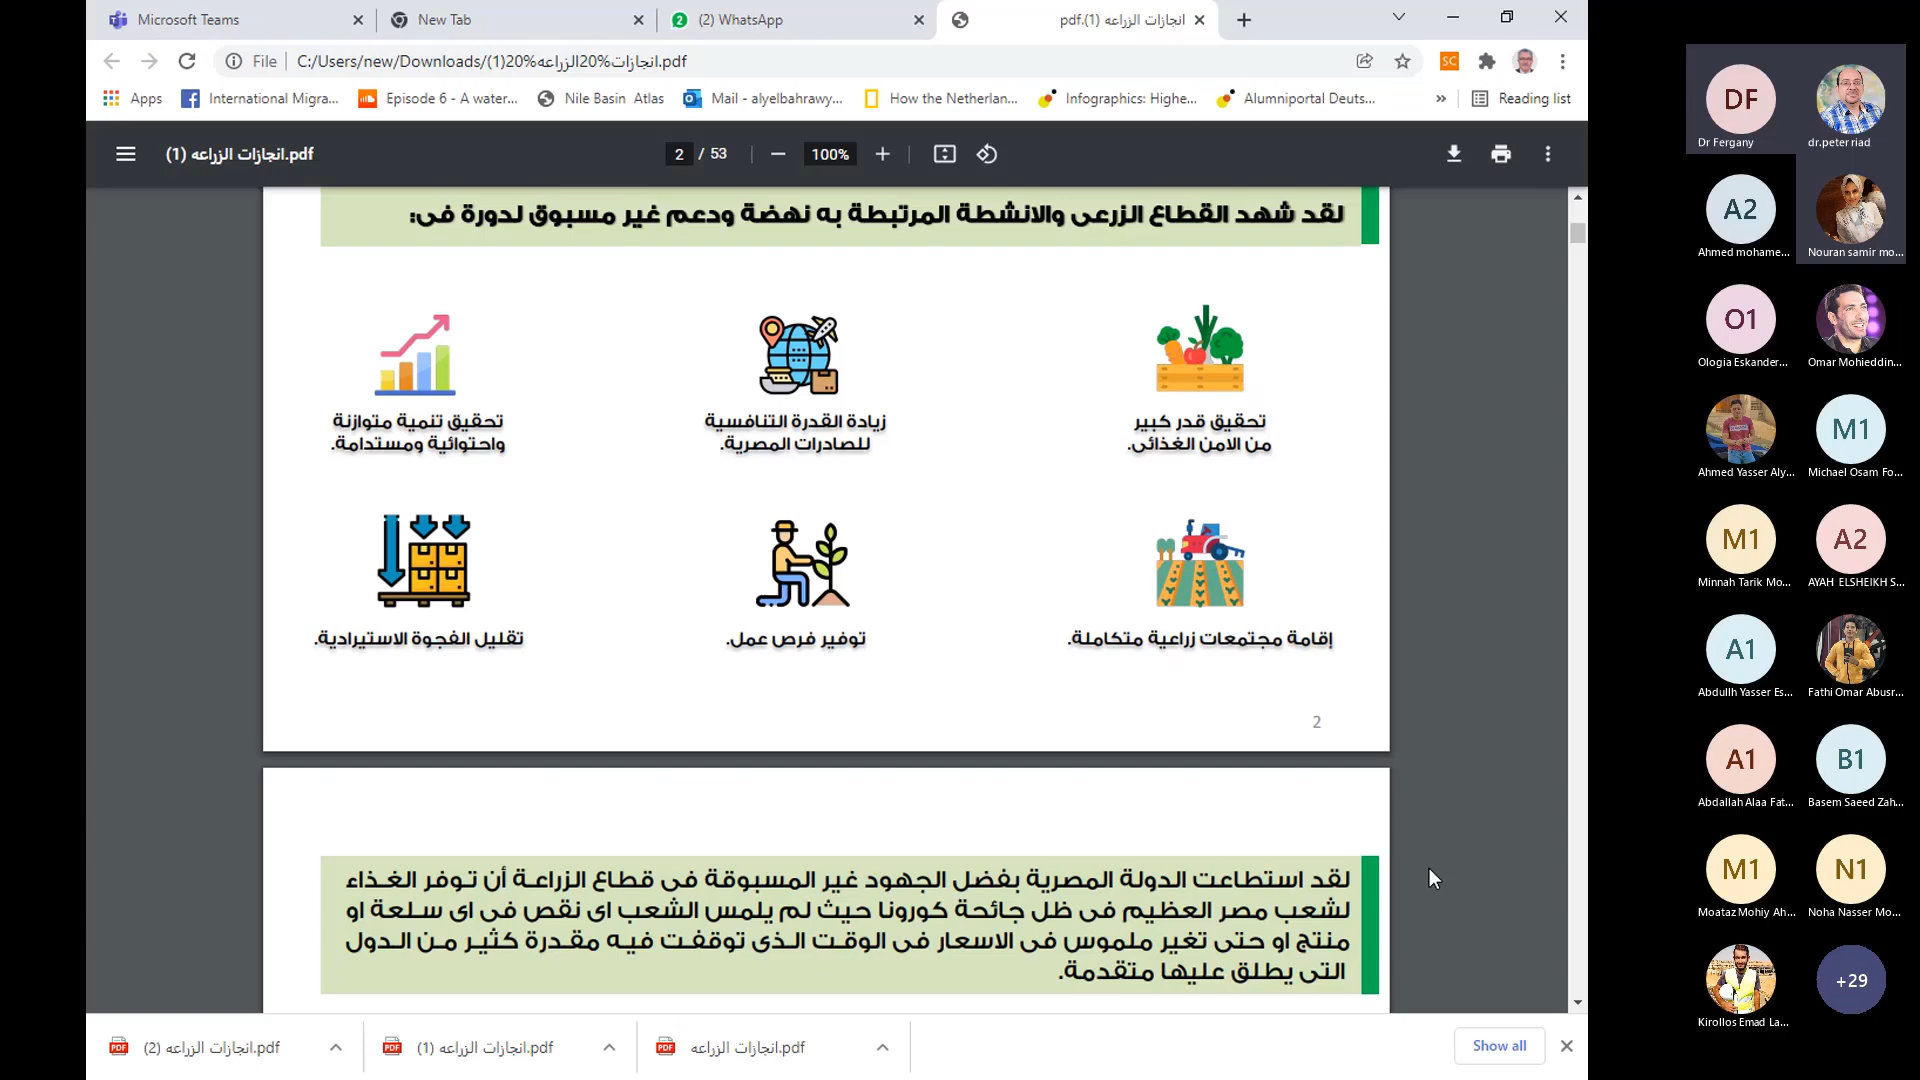 Microsoft Teams
New Tab
(2) WhatsApp
انجازات الزراعه (1).pdf
File
C:/Users/new/Downloads/انجازات%20الزراعه%20(1).pdf
Apps
International Migra...
Episode 6 - A water...
Nile Basin Atlas
Mail - alyelbahrawy...
How the Netherlan...
Infographics: Highe...
Alumniportal Deuts...
»
Reading list
SC
انجازات الزراعه (1).pdf
2 / 53
100%
لقد شهد القطاع الزرعى والانشطة المرتبطة به نهضة ودعم غير مسبوق لدورة فى:
تحقيق قدر كبير
من الامن الغذائى.
زيادة القدرة التنافسية
للصادرات المصرية.
تحقيق تنمية متوازنة
واحتوائية ومستدامة.
إقامة مجتمعات زراعية متكاملة.
توفير فرص عمل.
تقليل الفجوة الاستيرادية.
2
لقد استطاعت الدولة المصرية بفضل الجهود غير المسبوقة فى قطاع الزراعة أن توفر الغذاء
لشعب مصر العظيم فى ظل جائحة كورونا حيث لم يلمس الشعب اى نقص فى اى سلعة او
منتج او حتى تغير ملموس فى الاسعار فى الوقت الذى توقفت فيه مقدرة كثير من الدول
التى يطلق عليها متقدمة.
انجازات الزراعه (2).pdf
انجازات الزراعه (1).pdf
انجازات الزراعه.pdf
Show all
DF
Dr Fergany
dr.peter riad
A2
Ahmed mohame...
Nouran samir mo...
O1
Ologia Eskander...
Omar Mohieddin...
Ahmed Yasser Aly...
M1
Michael Osam Fo...
M1
Minnah Tarik Mo...
A2
AYAH ELSHEIKH S...
A1
Abdullh Yasser Es...
Fathi Omar Abusr...
A1
Abdallah Alaa Fat...
B1
Basem Saeed Zah...
M1
Moataz Mohiy Ah...
N1
Noha Nasser Mo...
Kirollos Emad La...
+29